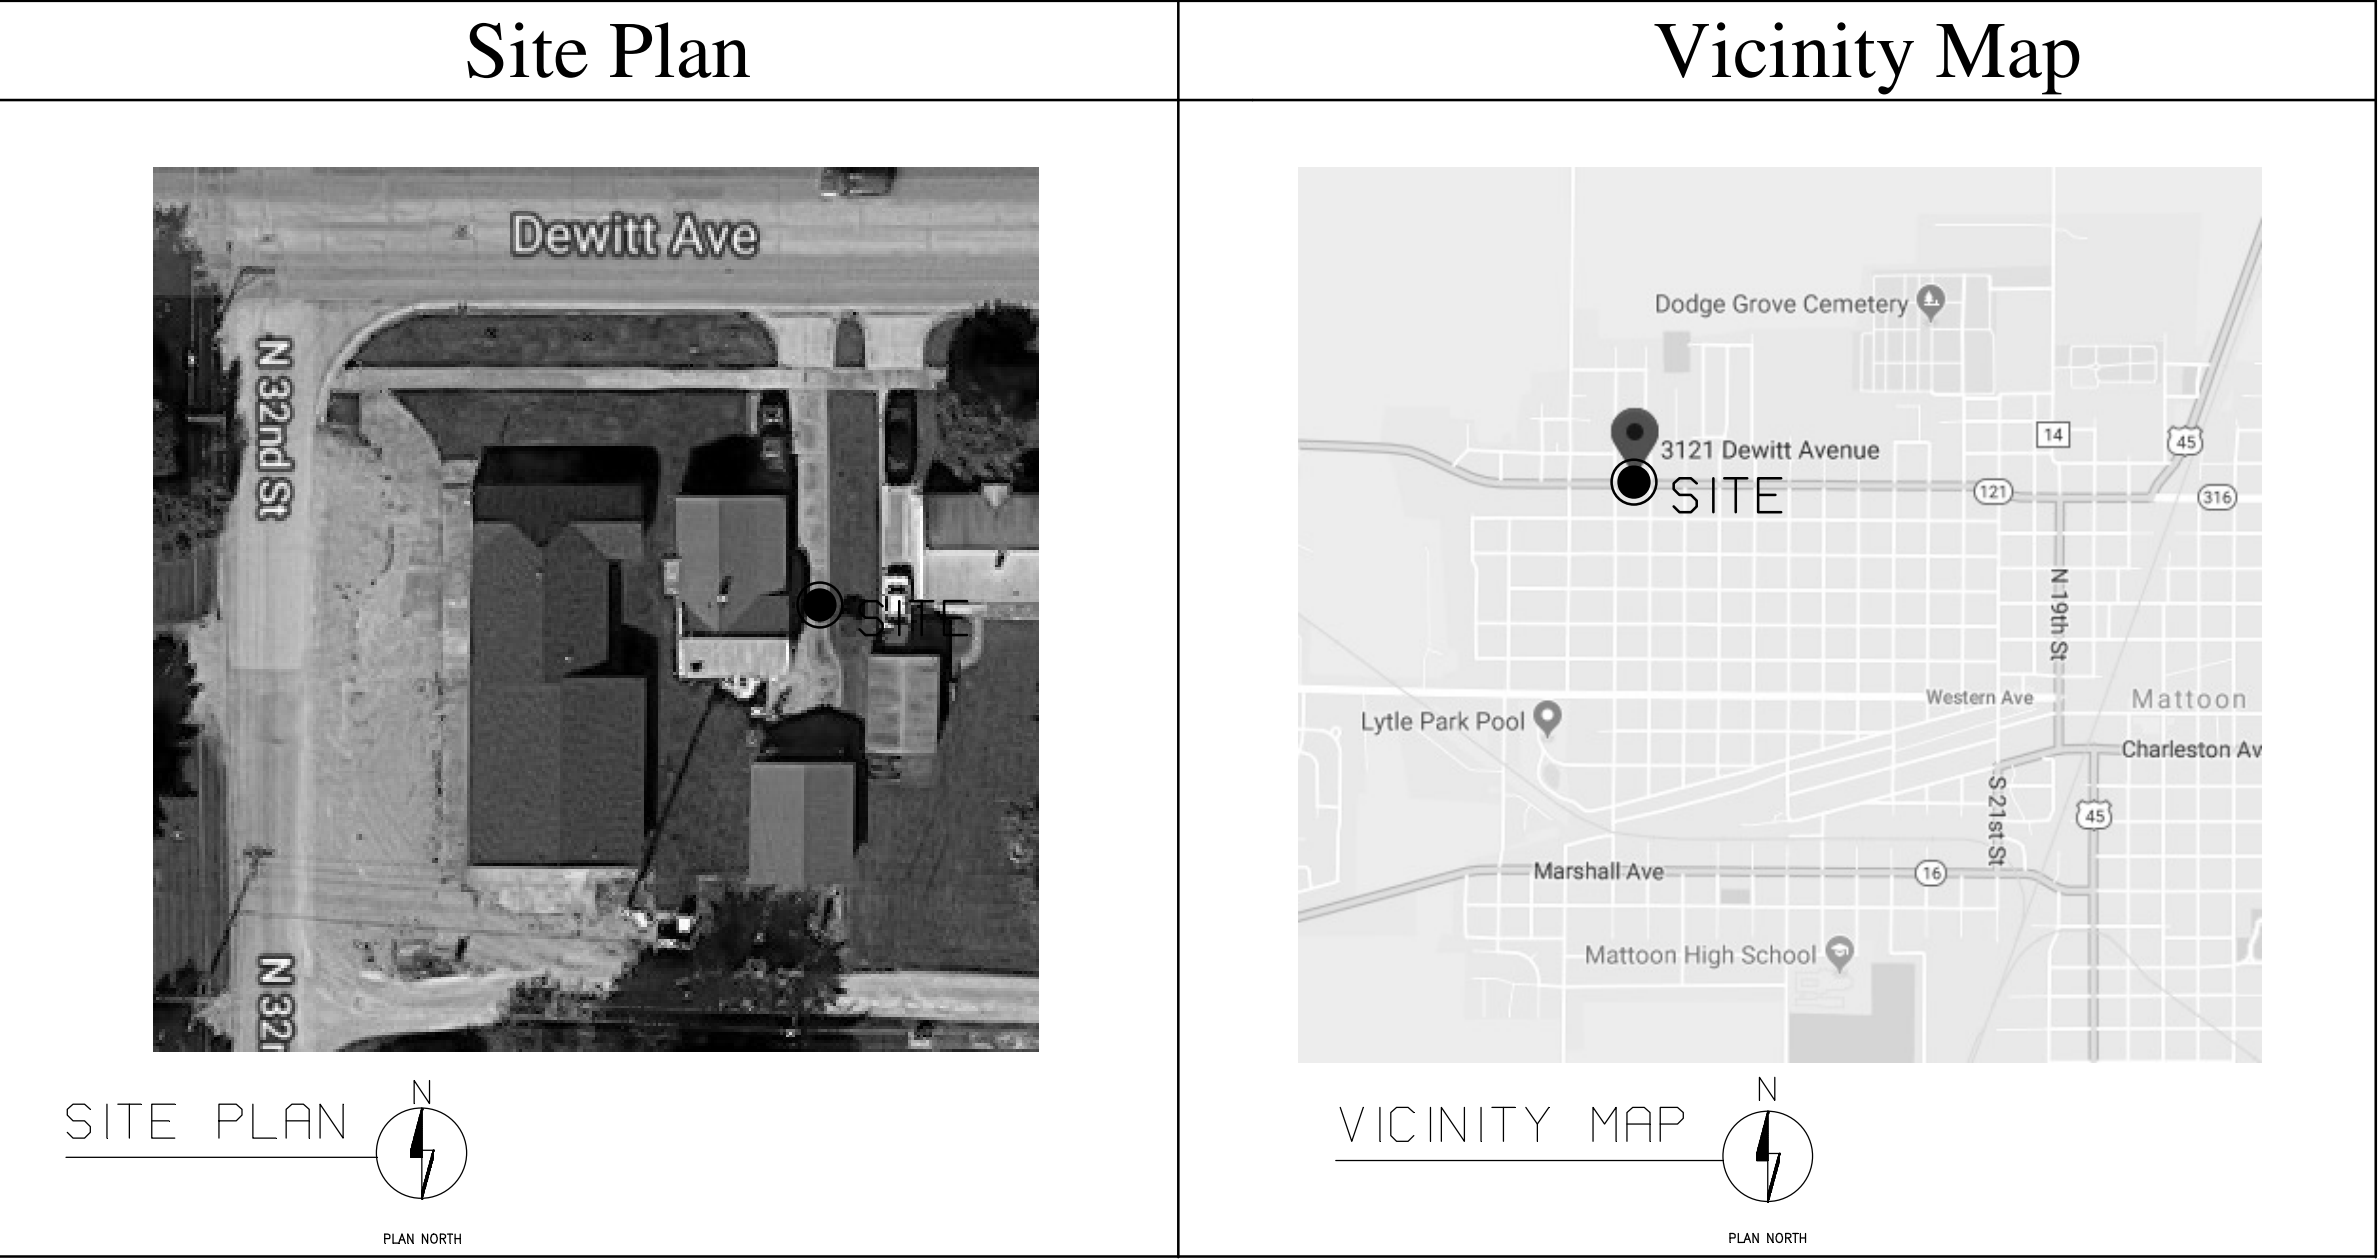 Site Plan
Vicinity Map
Dewitt Ave
N 32nd St
SITE
N 32n
SITE PLAN
N
PLAN NORTH
Dodge Grove Cemetery
14
45
3121 Dewitt Avenue
SITE
121
316
N 19th St
Western Ave
Mattoon
Lytle Park Pool
Charleston Av
S 21st St
45
Marshall Ave
16
Mattoon High School
VICINITY MAP
N
PLAN NORTH